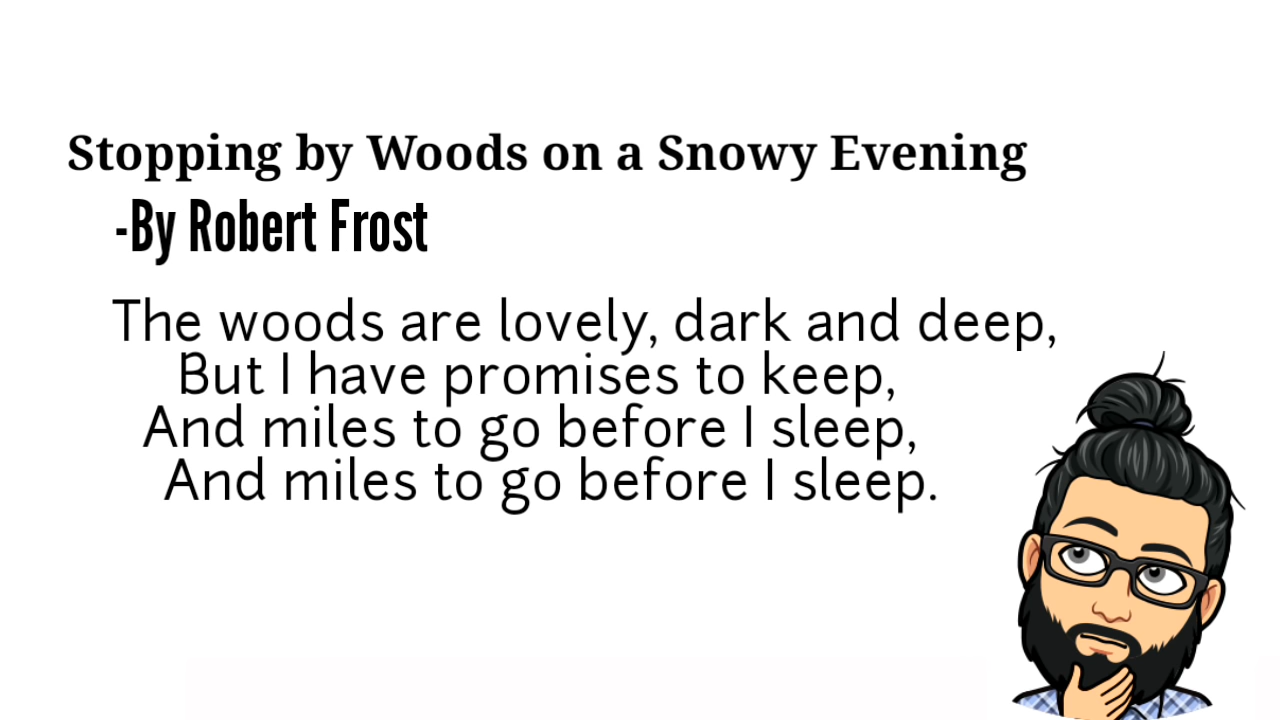 Stopping by Woods on a Snowy Evening
-By Robert Frost
The woods are lovely, dark and deep,
But I have promises to keep,
And miles to go before I sleep,
And miles to go before I sleep.